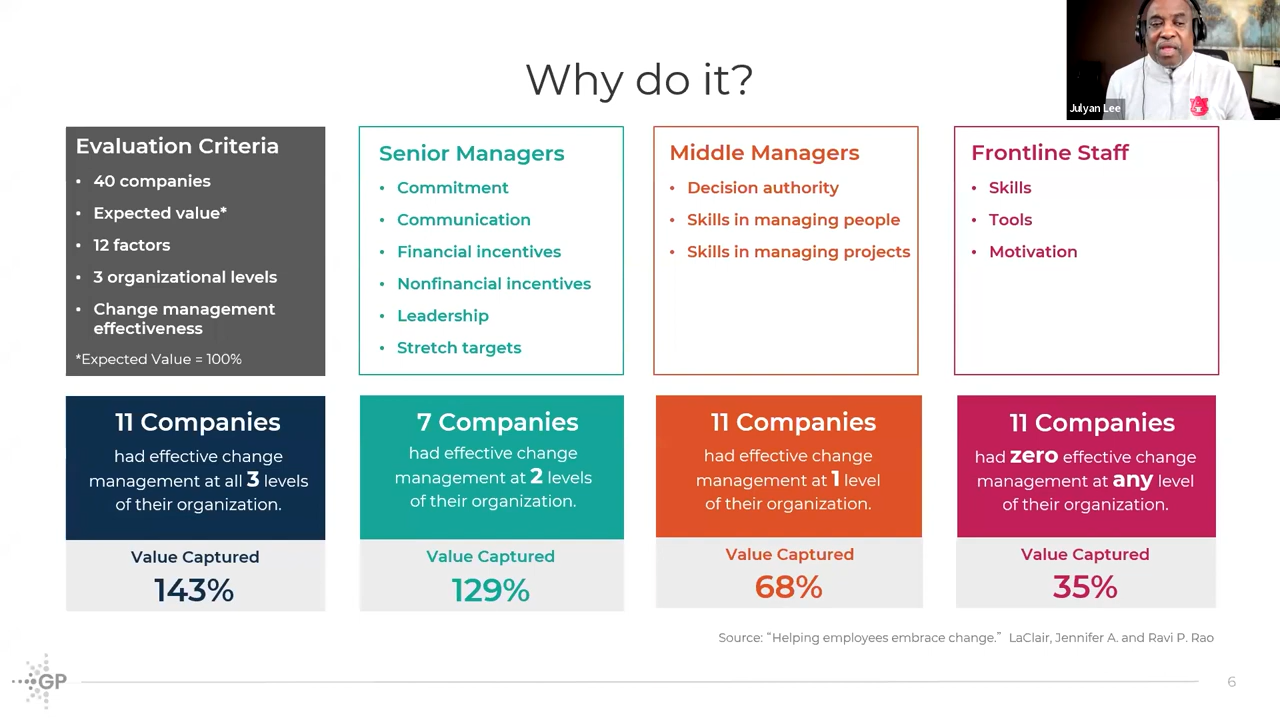 Why do it?
Julyan Lee
Evaluation Criteria
• 40 companies
• Expected value*
• 12 factors
• 3 organizational levels
• Change management
effectiveness
*Expected Value = 100%
Senior Managers
• Commitment
• Communication
• Financial incentives
• Nonfinancial incentives
• Leadership
• Stretch targets
Middle Managers
• Decision authority
• Skills in managing people
• Skills in managing projects
Frontline Staff
• Skills
• Tools
• Motivation
11 Companies
had effective change
management at all 3 levels
of their organization.
Value Captured
143%
7 Companies
had effective change
management at 2 levels
of their organization.
Value Captured
129%
11 Companies
had effective change
management at 1 level
of their organization.
Value Captured
68%
11 Companies
had zero effective change
management at any level
of their organization.
Value Captured
35%
Source: “Helping employees embrace change.” LaClair, Jennifer A. and Ravi P. Rao
GP
6